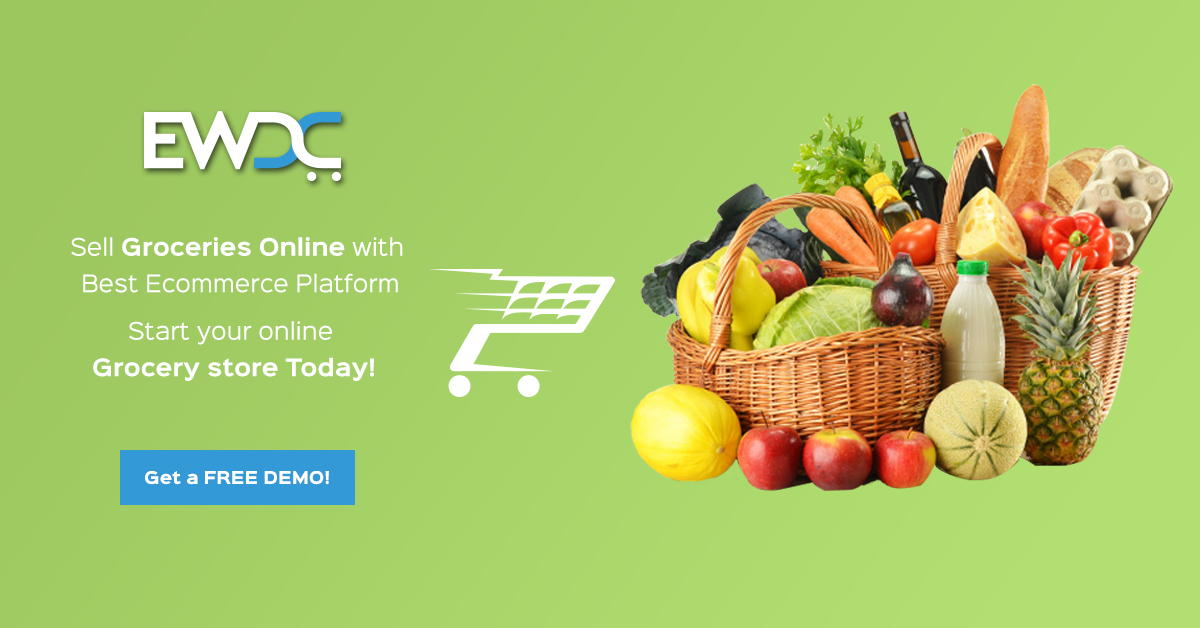 EWDC
Sell Groceries Online with
Best Ecommerce Platform
Start your online
Grocery store Today!
Get a FREE DEMO!